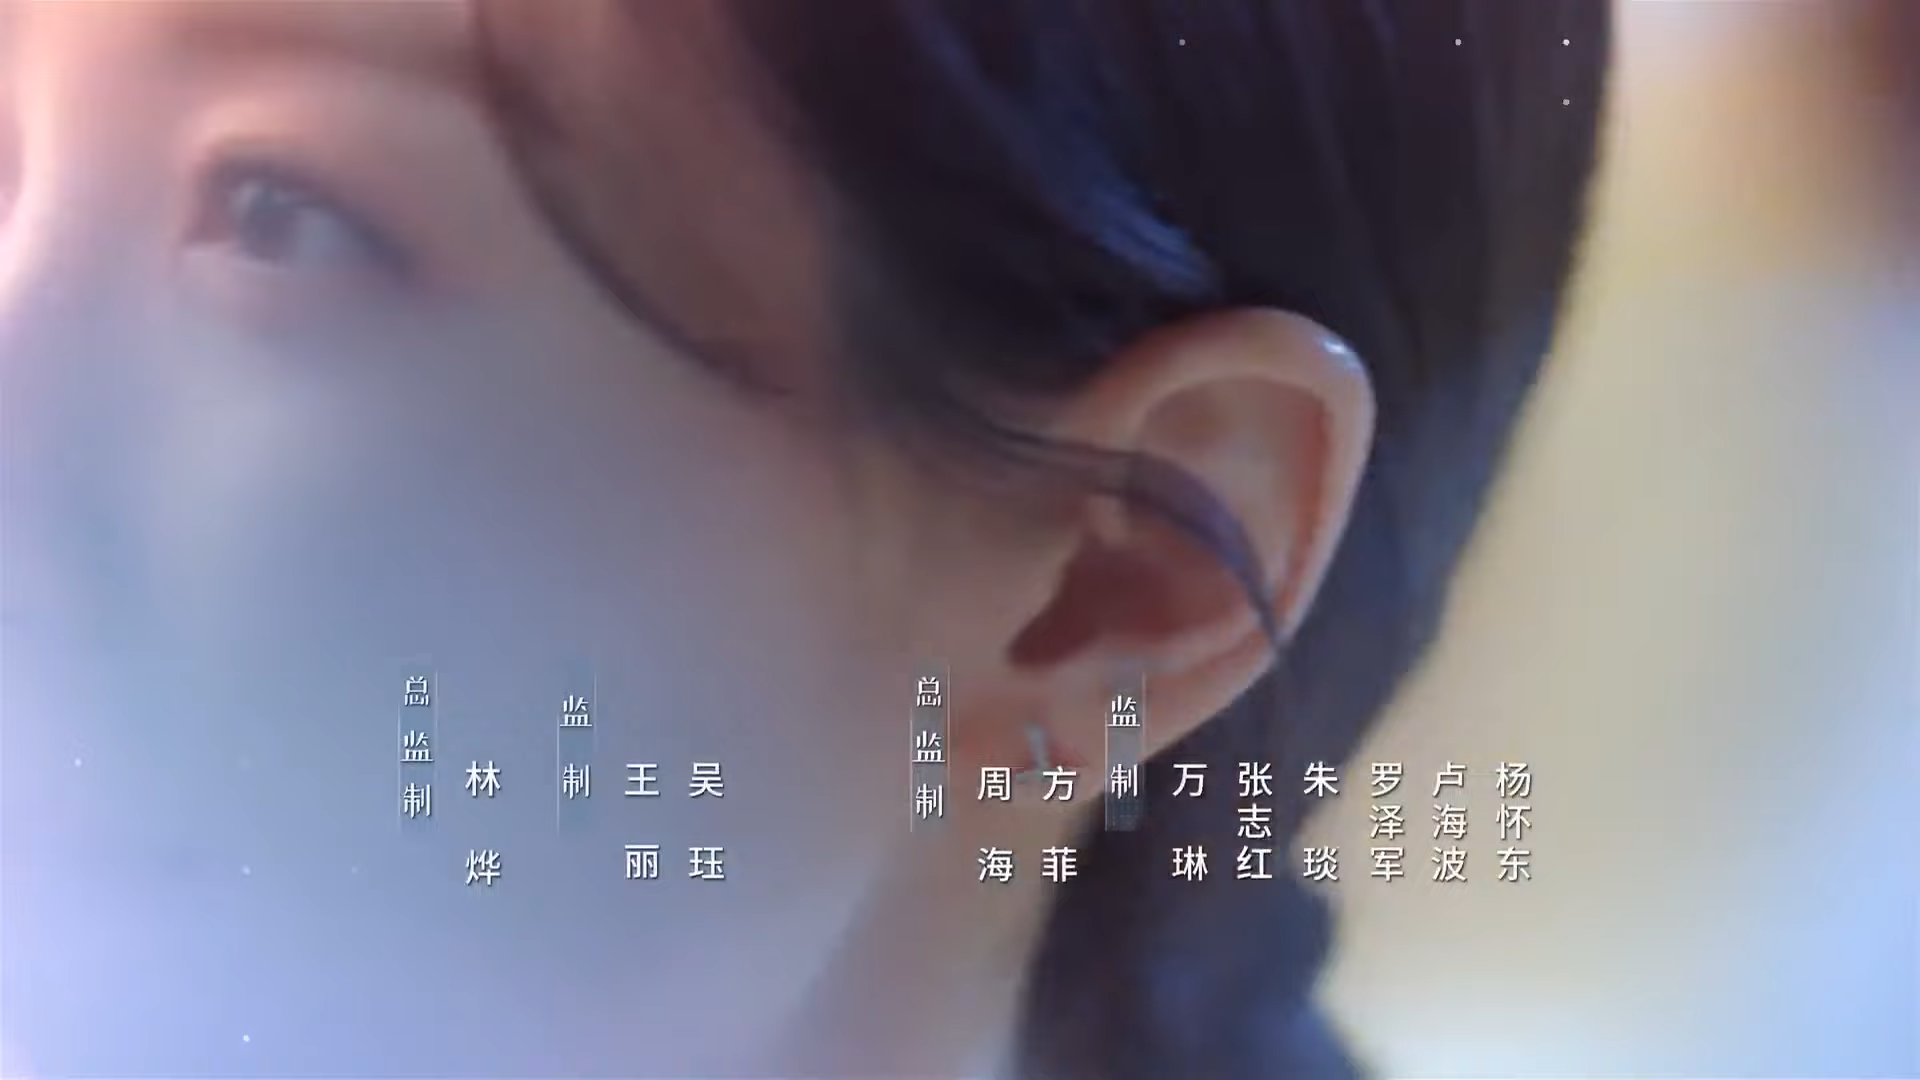 总监制
林烨
监制
王丽
吴珏
总监制
周海
方菲
监制
万琳
张志红
朱琰
罗泽军
卢海波
杨怀东